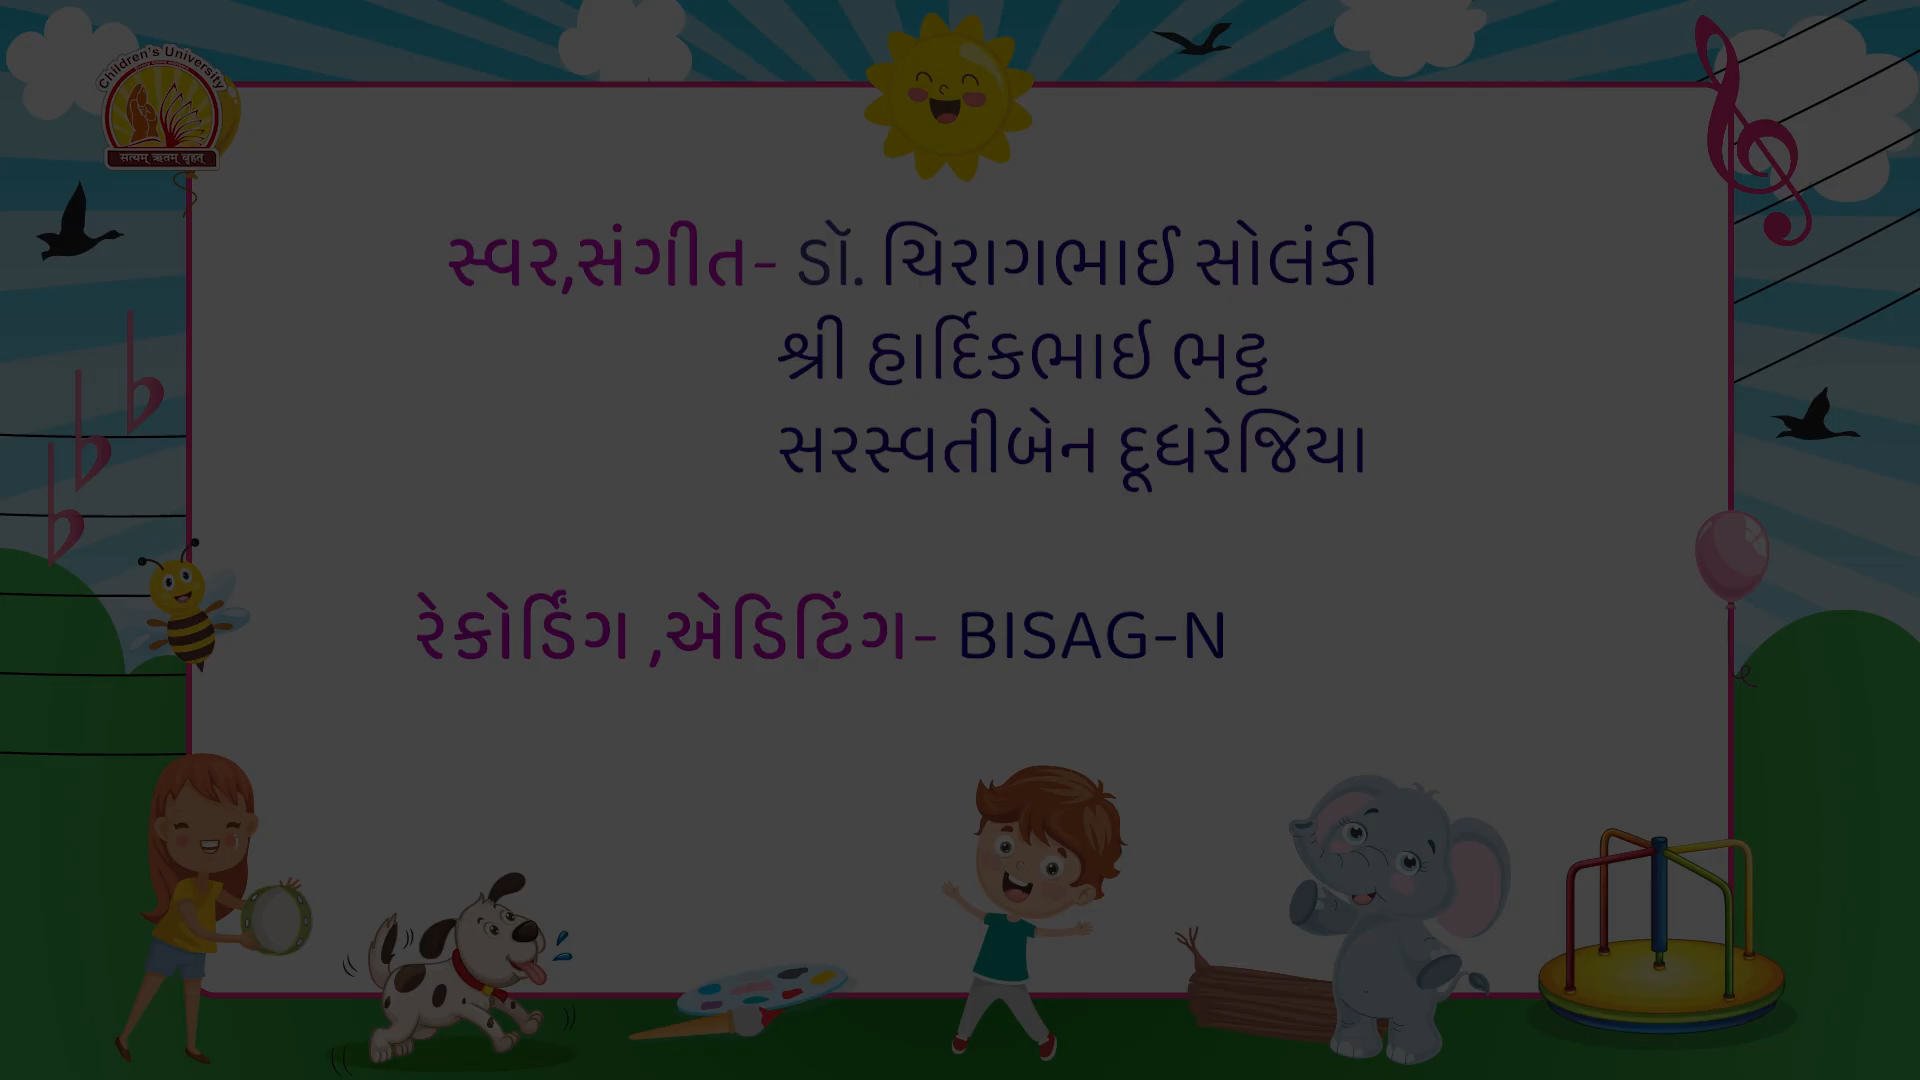 Children's University
सत्यम् ऋतम् बृहत्
સ્વર,સંગીત- ડૉ. ચિરાગભાઈ સોલંકી
શ્રી હાર્દિકભાઇ ભટ્ટ
સરસ્વતીબેન દૂધરેજિયા
રેકોર્ડિંગ ,એડિટિંગ- BISAG-N